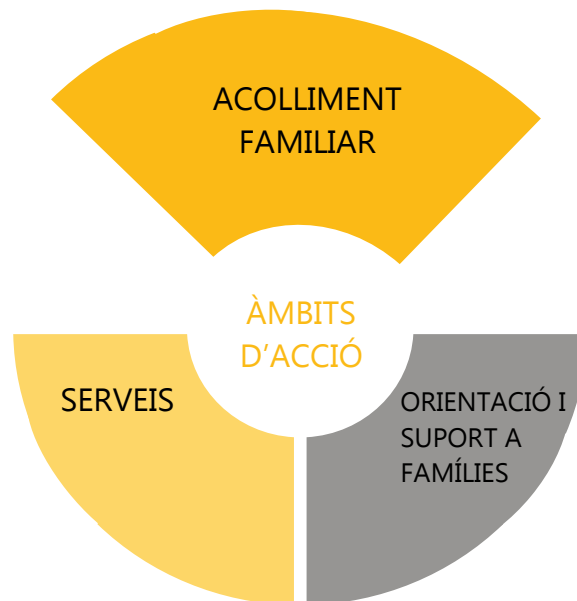 ACOLLIMENT
FAMILIAR
ÀMBITS
D’ACCIÓ
SERVEIS
ORIENTACIÓ I
SUPORT A
FAMÍLIES